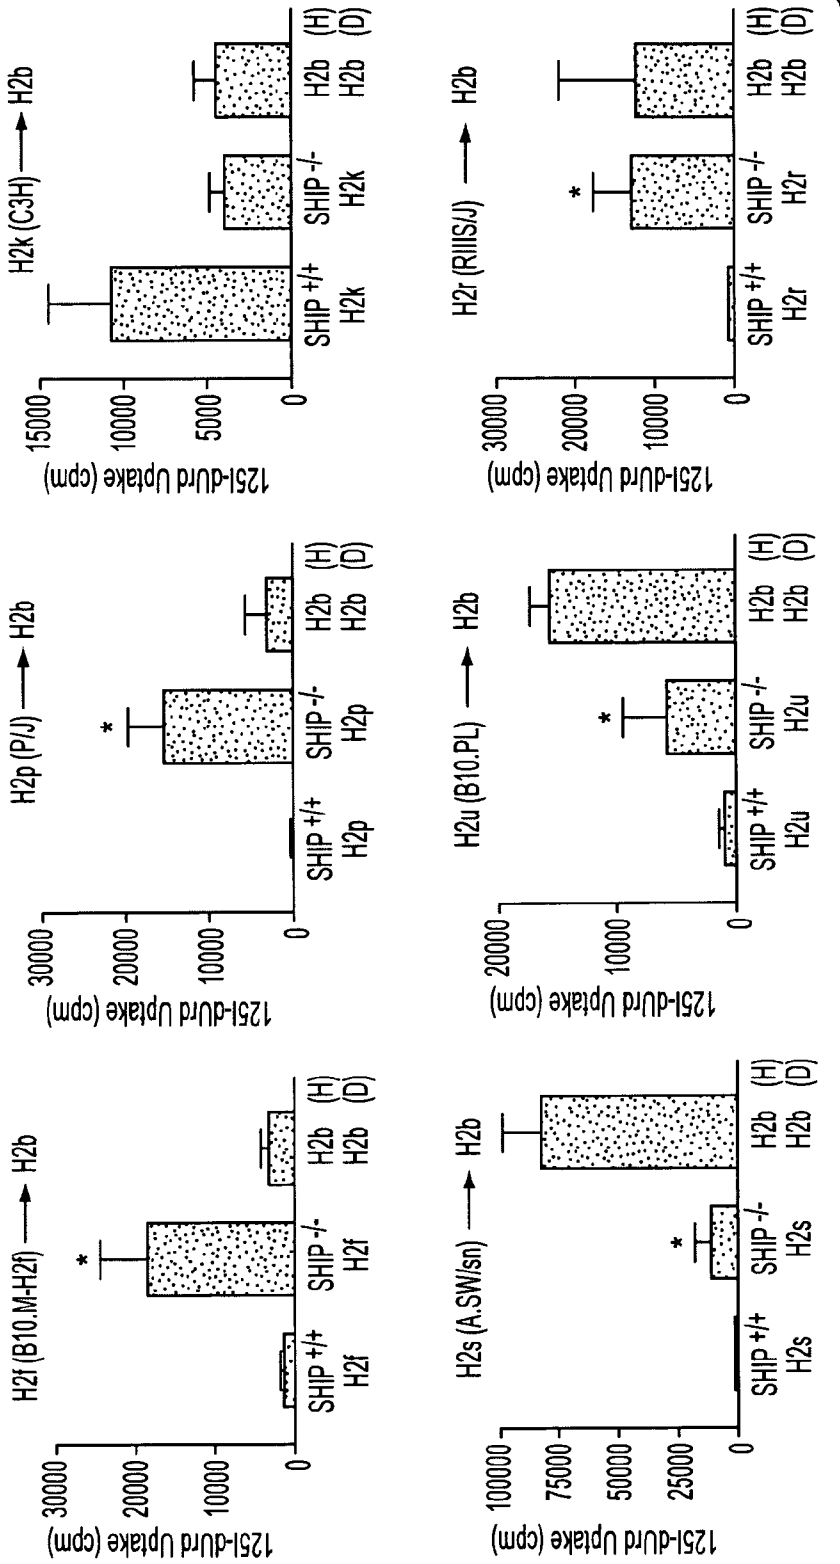 H2f (B10.M-H2f) → H2b
125I-dUrd Uptake (cpm)
30000
20000
10000
0
SHIP +/+ SHIP -/- H2b (H)
H2f H2f H2b (D)
*
H2p (P/J) → H2b
125I-dUrd Uptake (cpm)
30000
20000
10000
0
SHIP +/+ SHIP -/- H2b (H)
H2p H2p H2b (D)
*
H2k (C3H) → H2b
125I-dUrd Uptake (cpm)
15000
10000
5000
0
SHIP +/+ SHIP -/- H2b (H)
H2k H2k H2b (D)
H2s (A.SW/sn) → H2b
125I-dUrd Uptake (cpm)
100000
75000
50000
25000
0
SHIP +/+ SHIP -/- H2b (H)
H2s H2s H2b (D)
*
H2u (B10.PL) → H2b
125I-dUrd Uptake (cpm)
20000
10000
0
SHIP +/+ SHIP -/- H2b (H)
H2u H2u H2b (D)
*
H2r (RIIIS/J) → H2b
125I-dUrd Uptake (cpm)
30000
20000
10000
0
SHIP +/+ SHIP -/- H2b (H)
H2r H2r H2b (D)
*